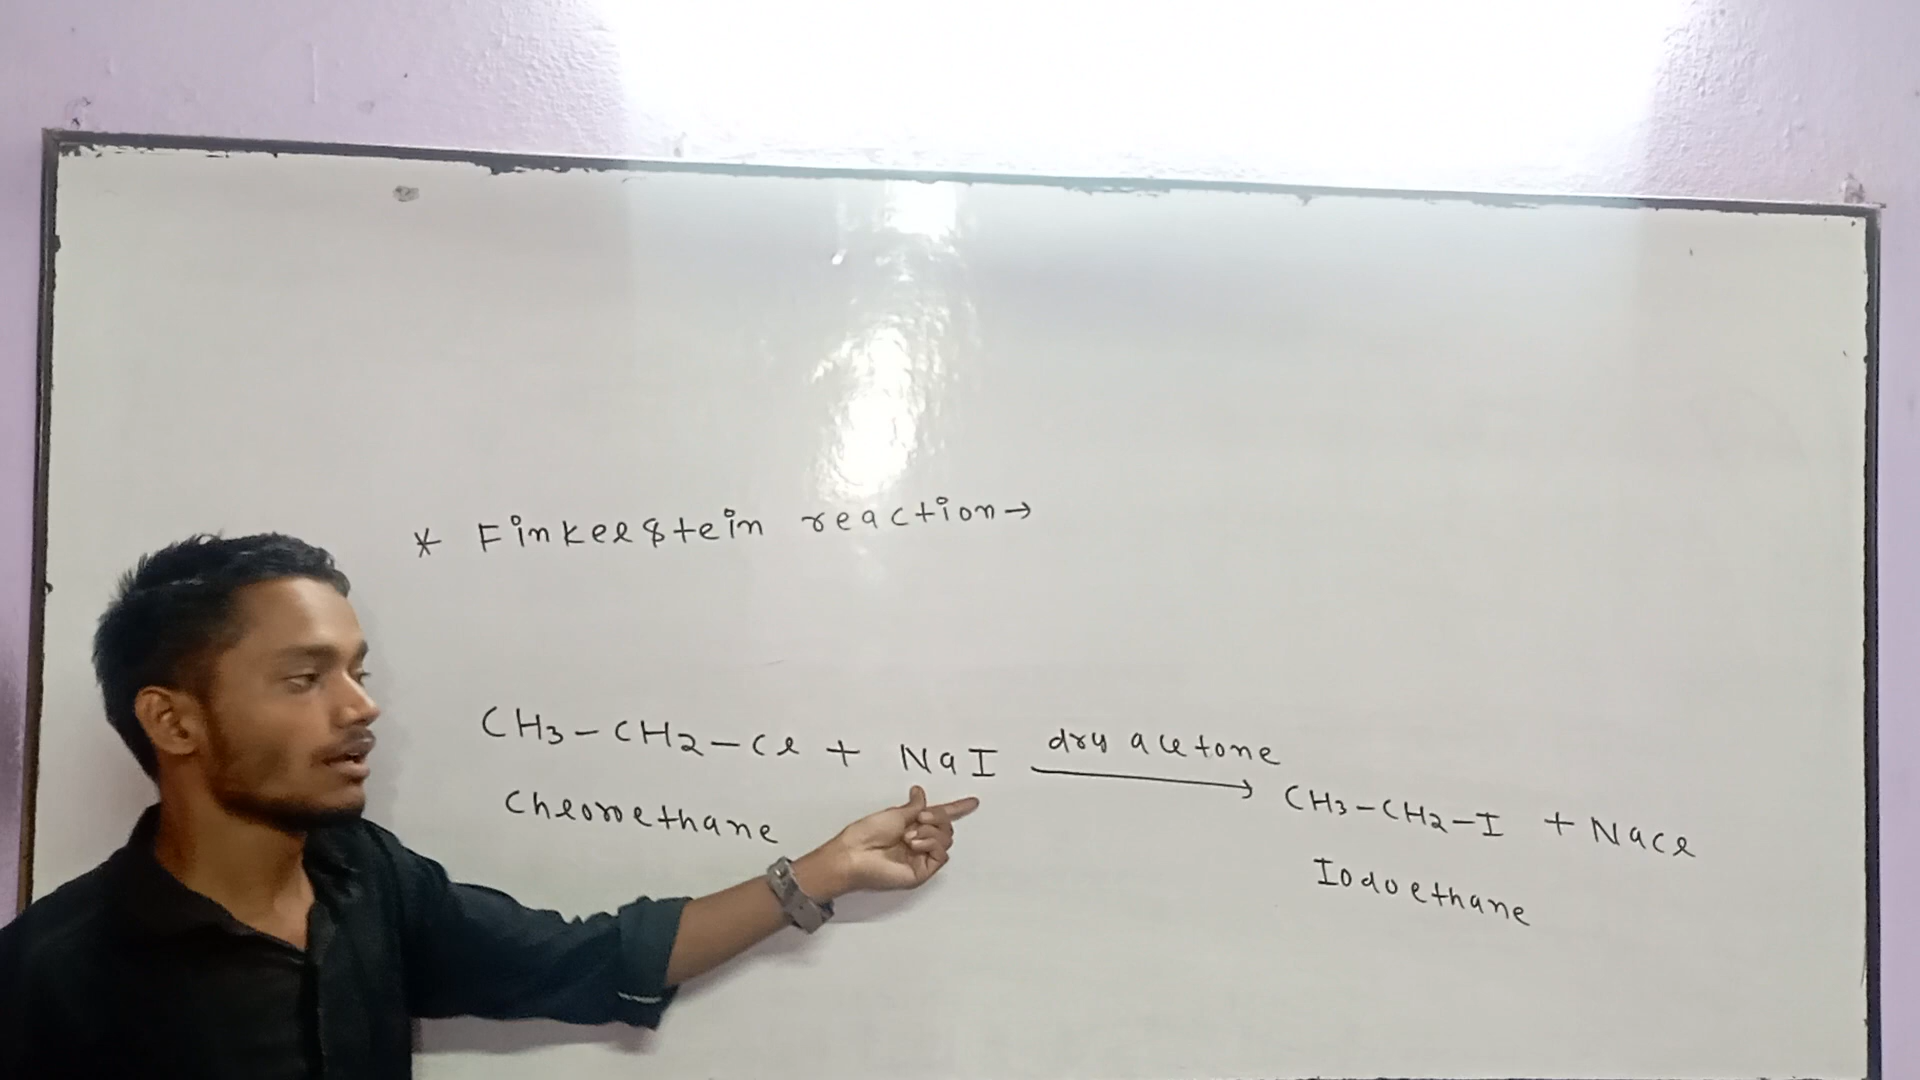 * Finkelstein reaction →
CH3-CH2-Cl + NaI dry acetone → CH3-CH2-I + NaCl
Chloroethane Iodoethane